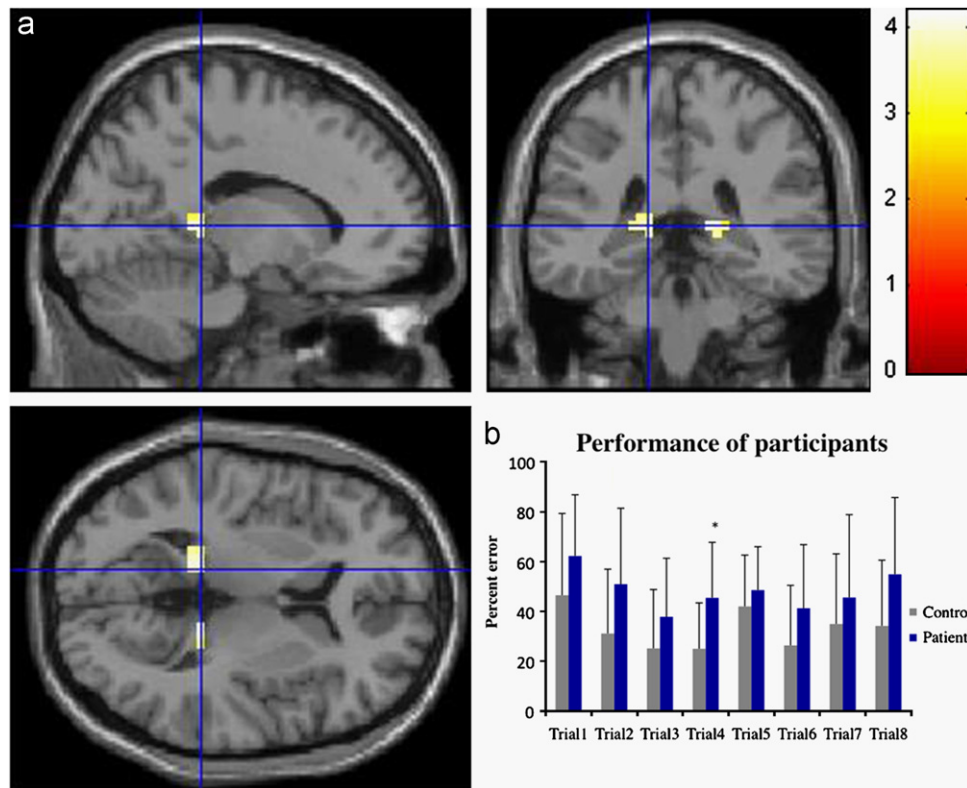 a
4
3
2
1
0
b
Performance of participants
100
80
60
40
20
0
Percent error
*
Control
Patient
Trial1 Trial2 Trial3 Trial4 Trial5 Trial6 Trial7 Trial8